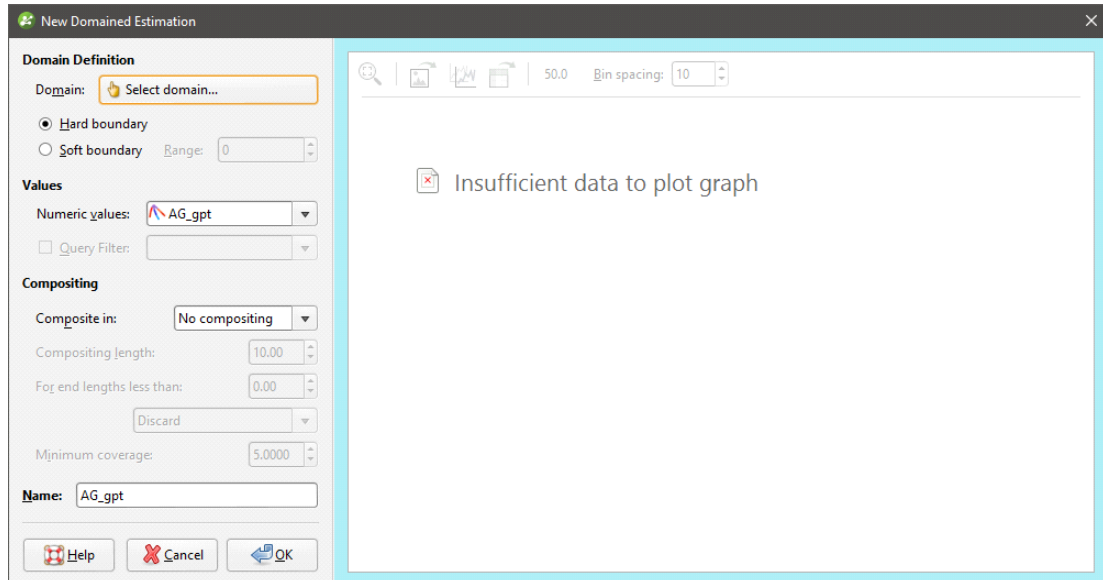 New Domained Estimation
Domain Definition
Domain: Select domain...
Hard boundary
Soft boundary Range: 0
Values
Numeric values: AG_gpt
Query Filter:
Compositing
Composite in: No compositing
Compositing length: 10.00
For end lengths less than: 0.00
Discard
Minimum coverage: 5.0000
Name: AG_gpt
Help Cancel OK
50.0 Bin spacing: 10
Insufficient data to plot graph